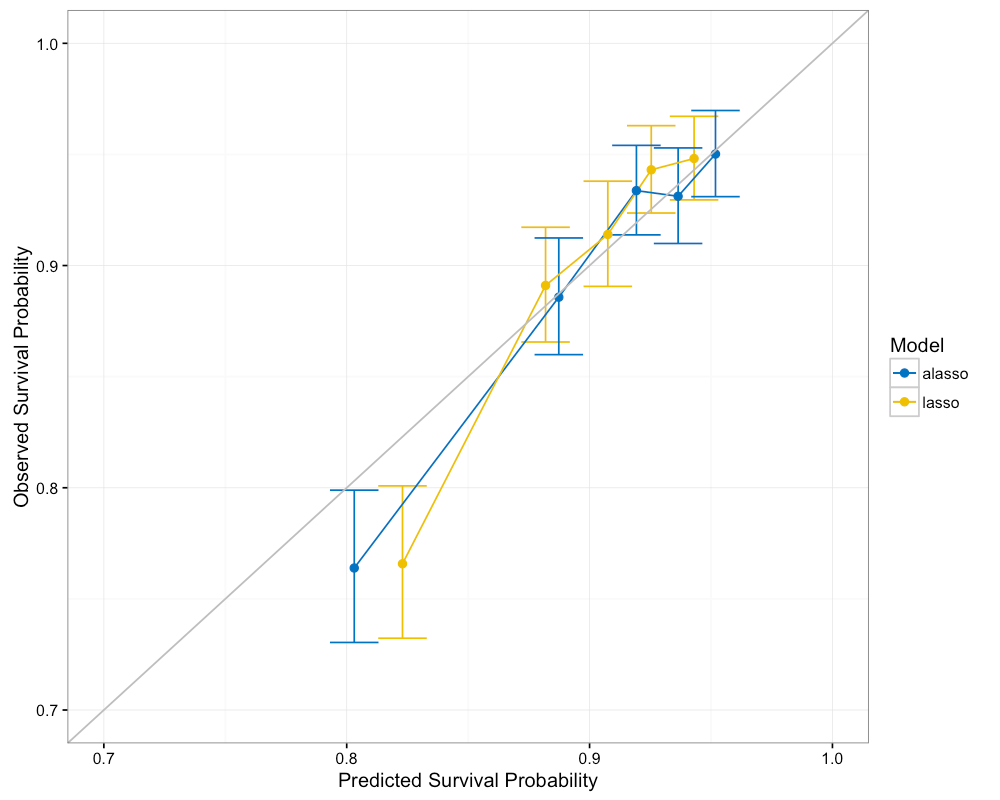 Observed Survival Probability
1.0
0.9
0.8
0.7
0.7 0.8 0.9 1.0
Predicted Survival Probability
Model
alasso
lasso